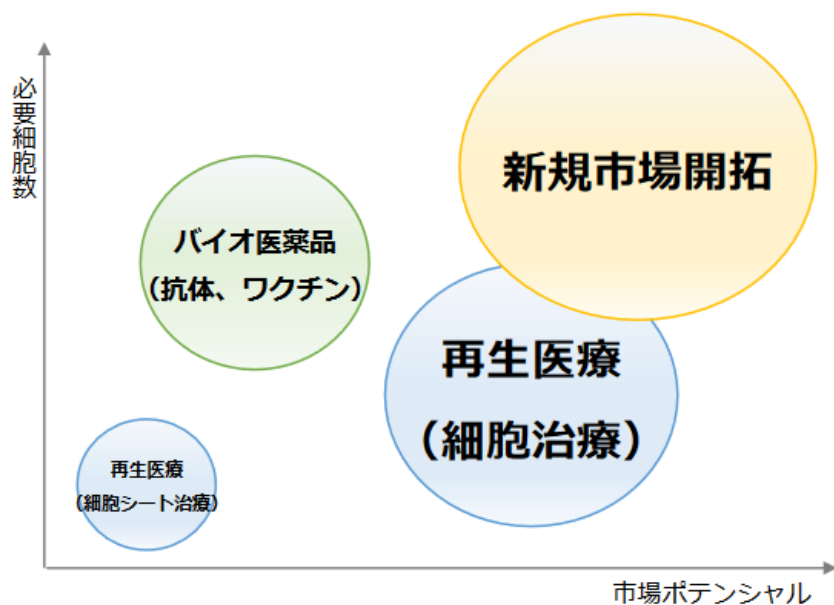 必要細胞数
新規市場開拓
バイオ医薬品
（抗体、ワクチン）
再生医療
（細胞治療）
再生医療
（細胞シート治療）
市場ポテンシャル